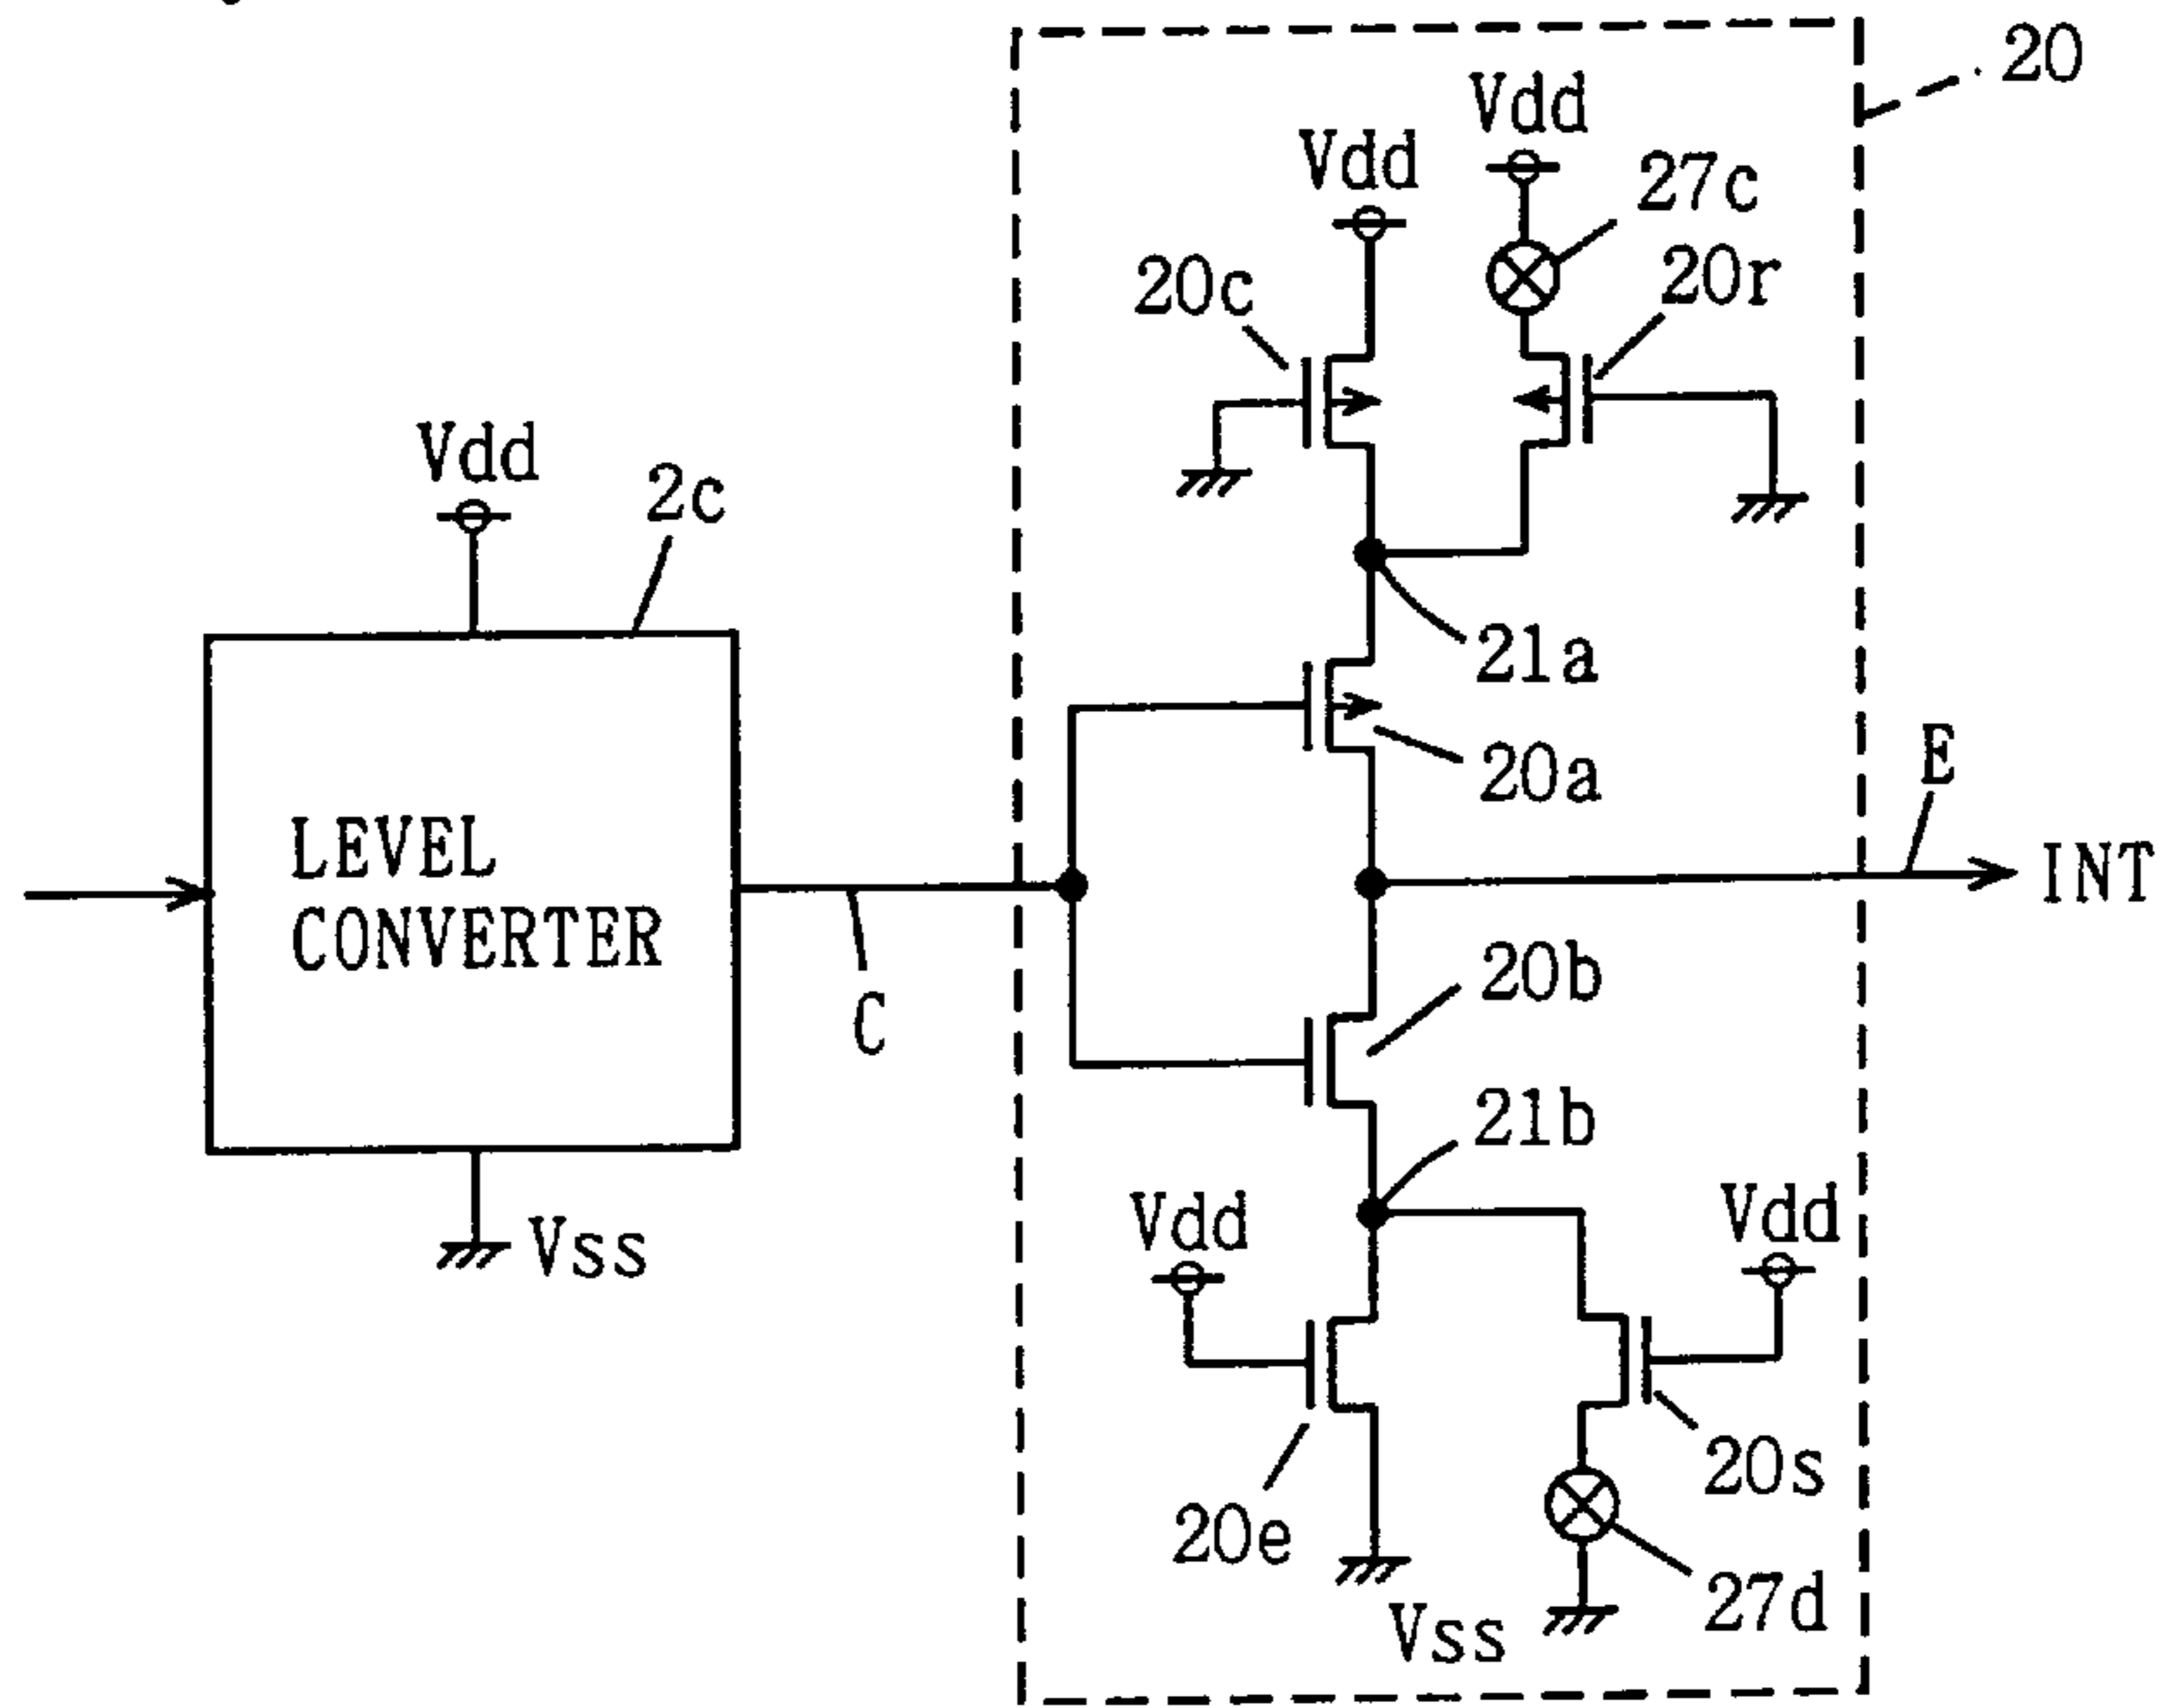 20
Vdd
Vdd
27c
20c
20r
Vdd
2c
21a
20a
E
LEVEL
CONVERTER
INT
C
20b
21b
Vdd
Vdd
Vss
20s
20e
27d
Vss